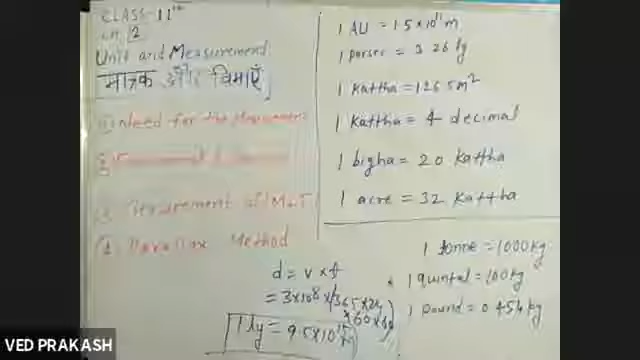 CLASS-11th
CH. 2
Unit and Measurement
मात्रक और विमाएँ
Need for the Measurement
3 Measurement of (M L T)
4. Parallax Method
1 AU = 1.5×10¹¹ m
1 parsec = 3.26 ly
1 Kattha = 126.5 m²
1 Kattha = 4 decimal
1 bigha = 20 Kattha
1 acre = 32 Kattha
1 tonne = 1000 kg
1 quintal = 100 kg
1 pound = 0.454 kg
d = v × t
= 3×10⁸×(365×24
×60×60)
1 ly = 9.5×10¹⁵ m
VED PRAKASH